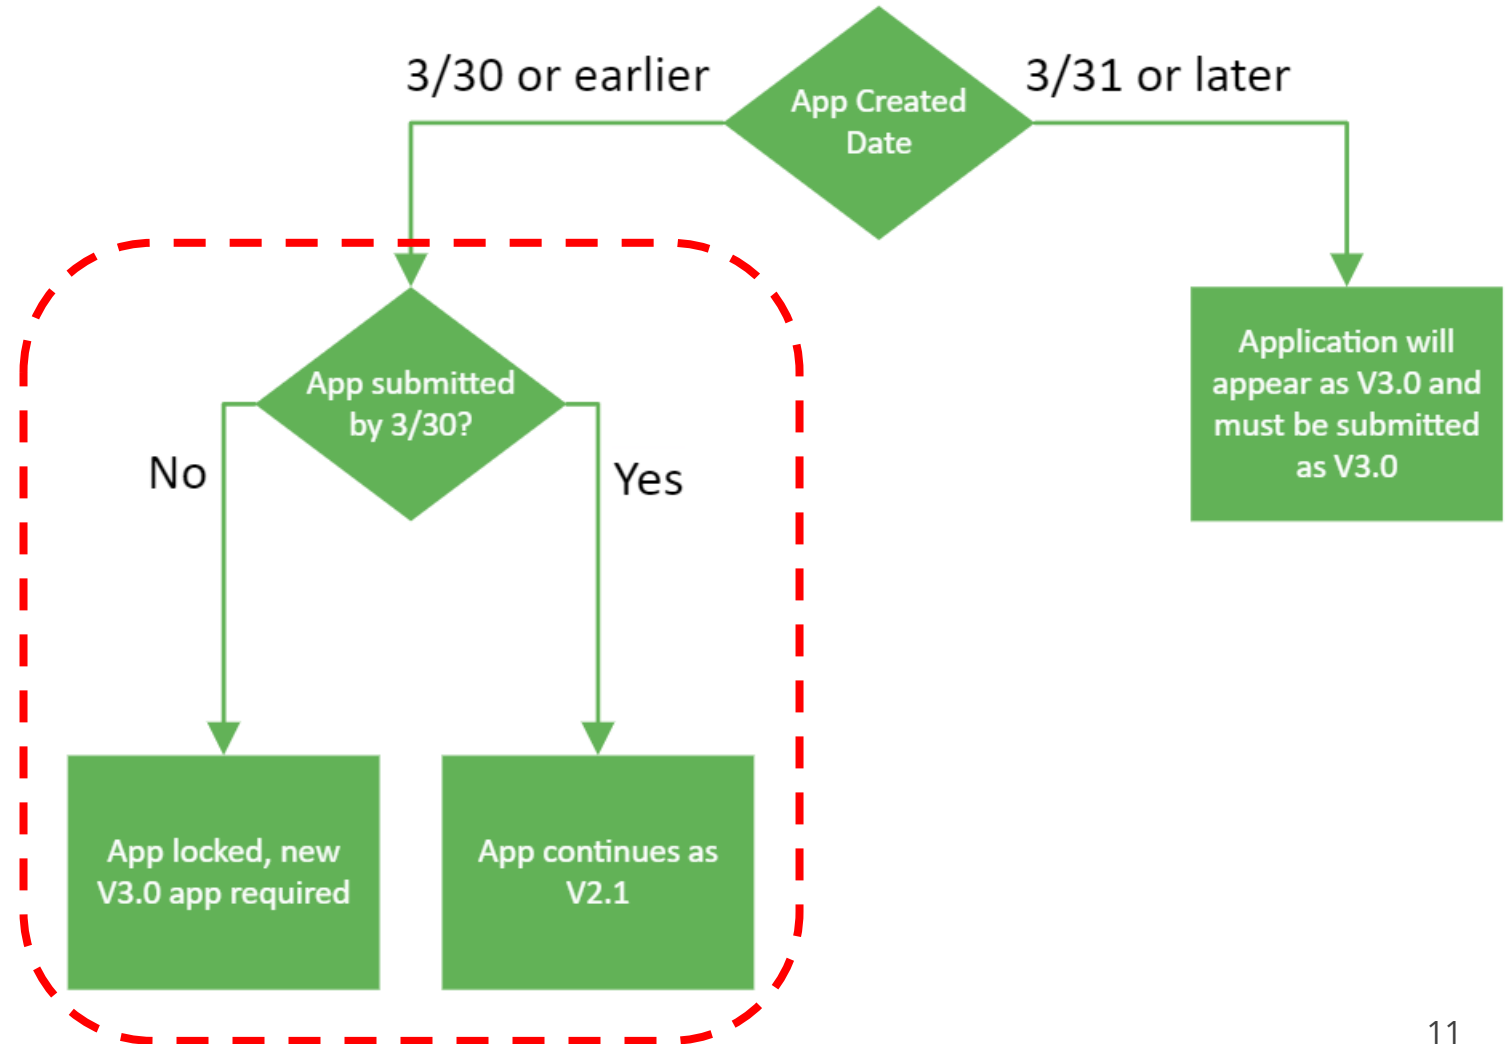 3/30 or earlier
App Created
Date
3/31 or later
App submitted
by 3/30?
No
Yes
Application will
appear as V3.0 and
must be submitted
as V3.0
App locked, new
V3.0 app required
App continues as
V2.1
11